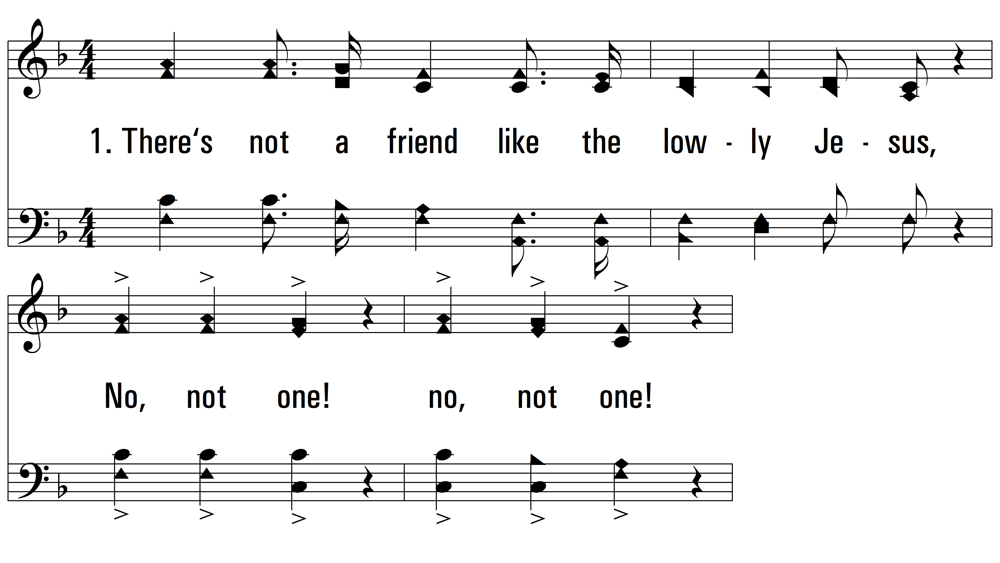 1. There‘s not a friend like the low - ly Je - sus,
No, not one! no, not one!